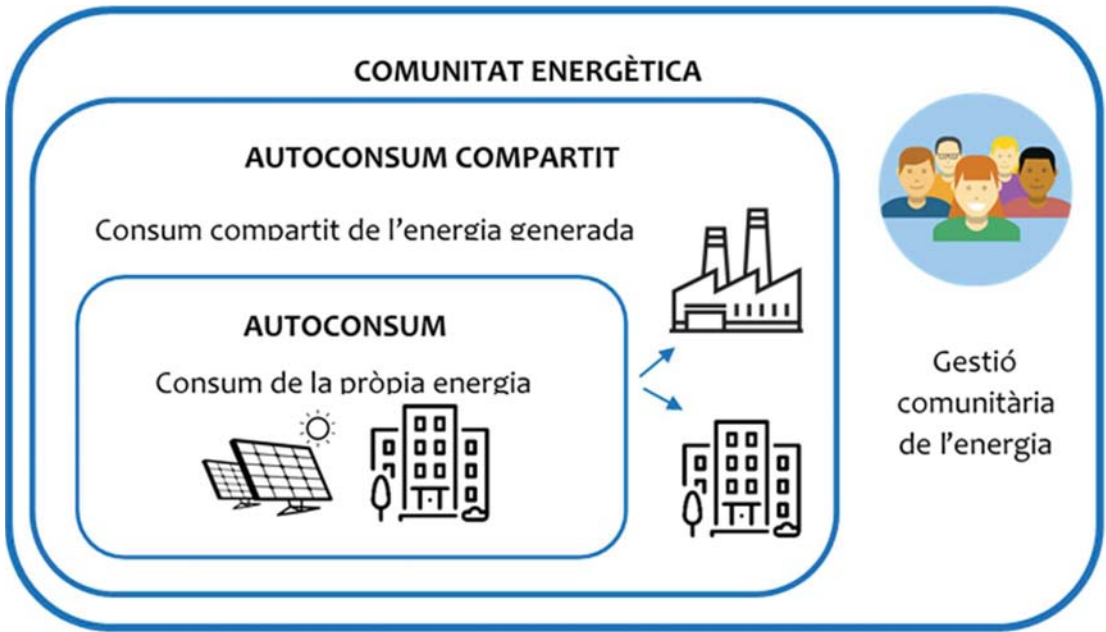 COMUNITAT ENERGÈTICA
AUTOCONSUM COMPARTIT
Consum compartit de l'energia generada
AUTOCONSUM
Consum de la pròpia energia
Gestió
comunitària
de l'energia